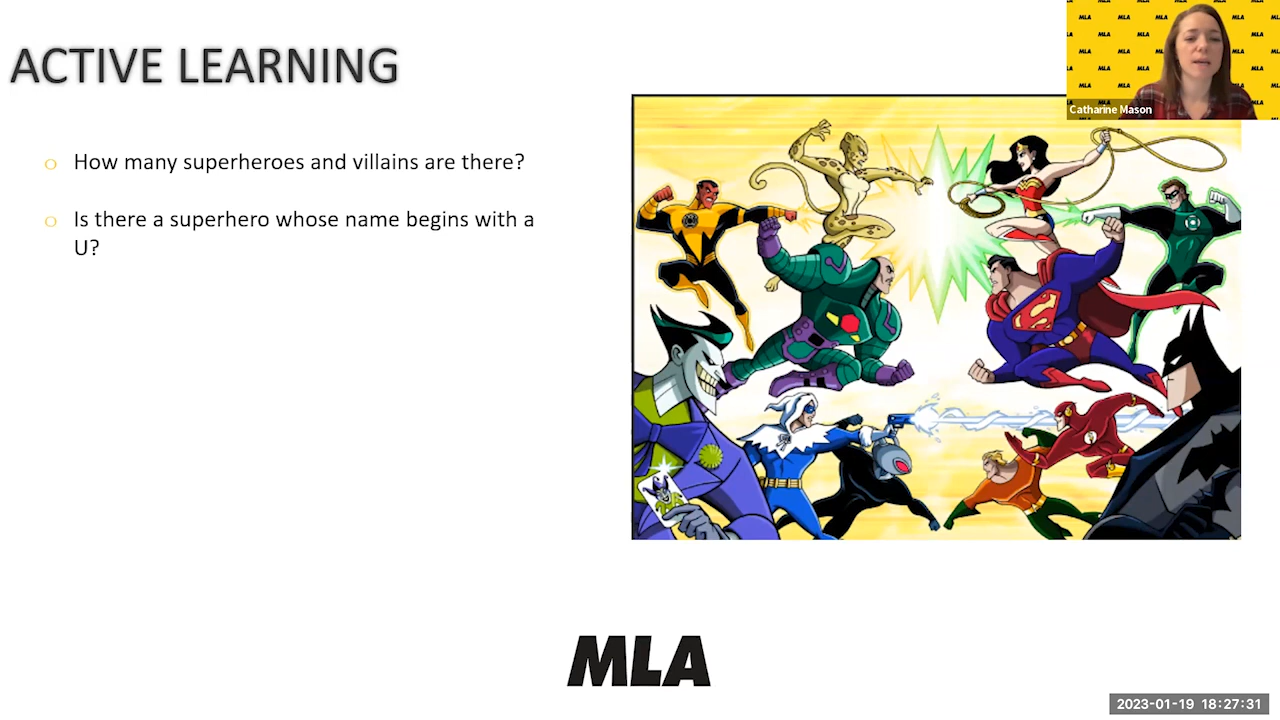 ACTIVE LEARNING
Catharine Mason
o How many superheroes and villains are there?
o Is there a superhero whose name begins with a
U?
MLA
2023-01-19 18:27:31